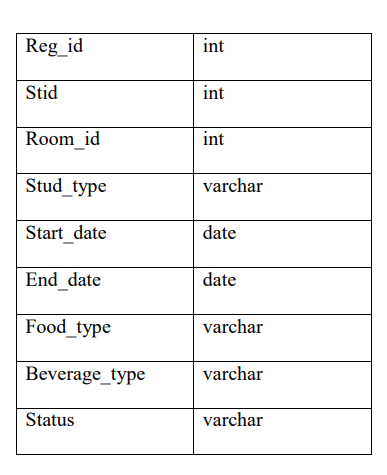 Reg_id int
Stid int
Room_id int
Stud_type varchar
Start_date date
End_date date
Food_type varchar
Beverage_type varchar
Status varchar